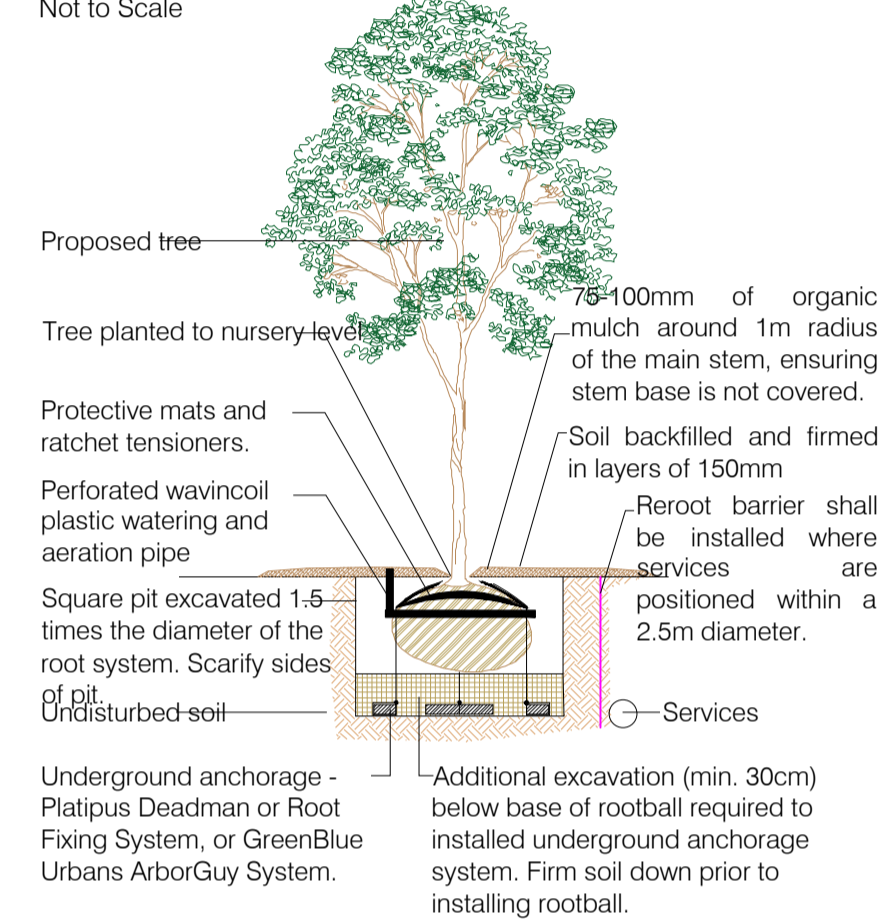 Not to Scale
Proposed tree
Tree planted to nursery level
Protective mats and
ratchet tensioners.
Perforated wavincoil
plastic watering and
aeration pipe
Square pit excavated 1.5
times the diameter of the
root system. Scarify sides
of pit.
Undisturbed soil
Underground anchorage -
Platipus Deadman or Root
Fixing System, or GreenBlue
Urbans ArborGuy System.
75-100mm of organic
mulch around 1m radius
of the main stem, ensuring
stem base is not covered.
Soil backfilled and firmed
in layers of 150mm
Reroot barrier shall
be installed where
services are
positioned within a
2.5m diameter.
Services
Additional excavation (min. 30cm)
below base of rootball required to
installed underground anchorage
system. Firm soil down prior to
installing rootball.